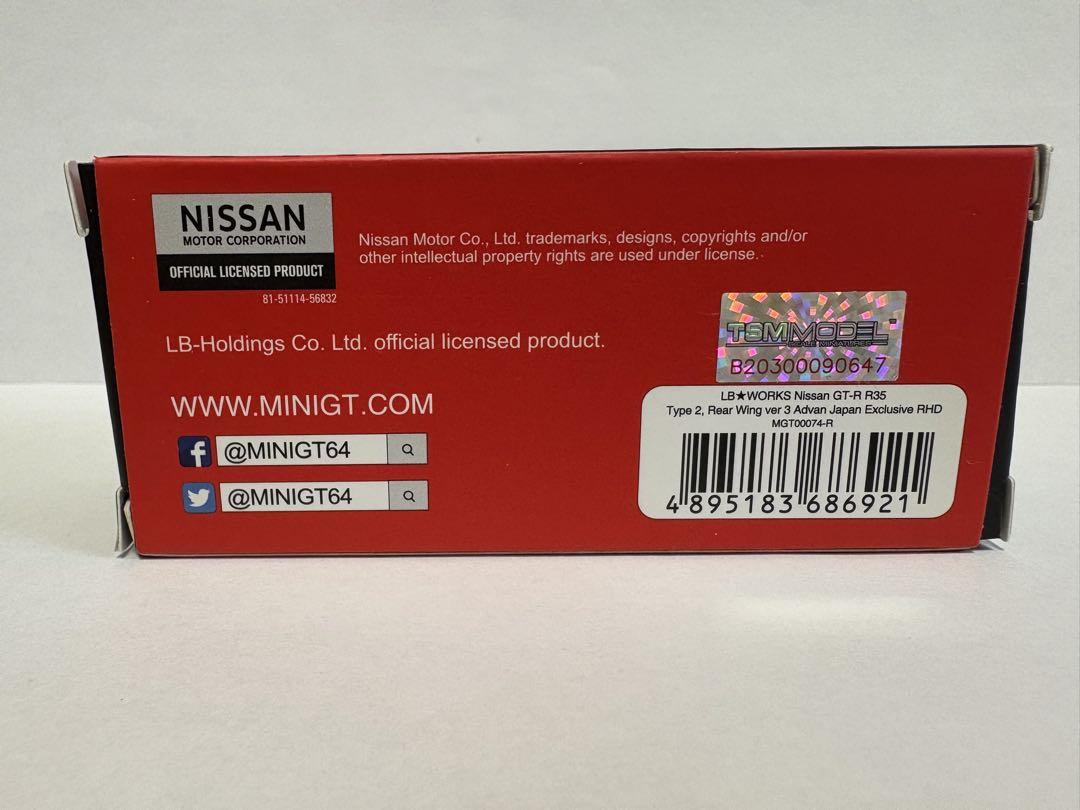 NISSAN
MOTOR CORPORATION
OFFICIAL LICENSED PRODUCT
81-51114-56832
Nissan Motor Co., Ltd. trademarks, designs, copyrights and/or
other intellectual property rights are used under license.
LB-Holdings Co. Ltd. official licensed product.
WWW.MINIGT.COM
f @MINIGT64
@MINIGT64
TSMMODEL
SCALE MINIATURES
B20300090647
LB★WORKS Nissan GT-R R35
Type 2, Rear Wing ver 3 Advan Japan Exclusive RHD
MGT00074-R
4 895183 686921